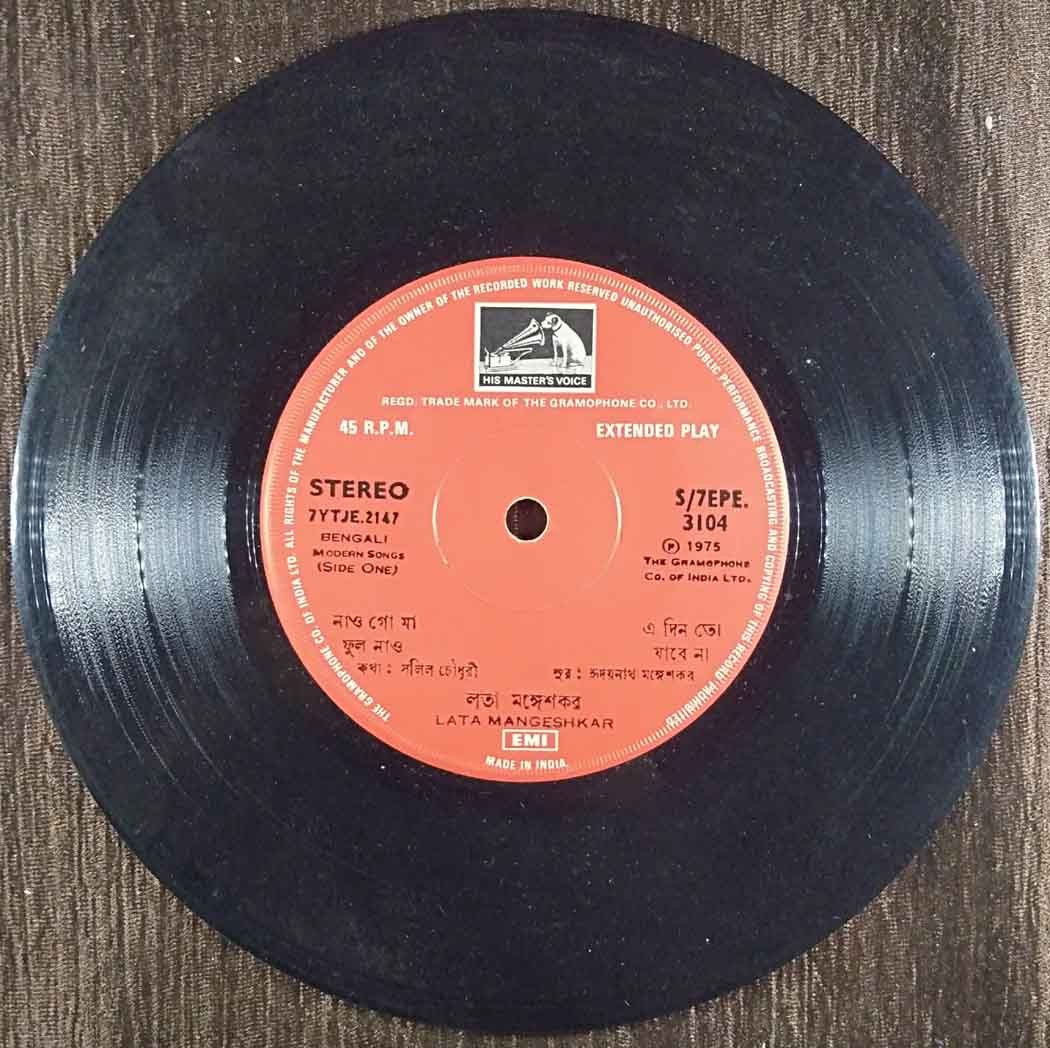 THE GRAMOPHONE CO. OF INDIA LTD. ALL RIGHTS OF THE MANUFACTURER AND OF THE OWNER OF THE RECORDED WORK RESERVED UNAUTHORISED PUBLIC PERFORMANCE BROADCASTING AND COPYING OF THIS RECORD PROHIBITED
HIS MASTER'S VOICE
REGD. TRADE MARK OF THE GRAMOPHONE CO., LTD.
45 R.P.M. EXTENDED PLAY
STEREO S/7EPE.
7YTJE.2147 3104
BENGALI ℗ 1975
MODERN SONGS THE GRAMOPHONE
(SIDE ONE) CO. OF INDIA LTD.
নাও গো মা এ দিন তো
ফুল নাও যাবে না
কথা : সলিল চৌধুরী সুর : হৃদয়নাথ মঙ্গেশকর
লতা মঙ্গেশকর
LATA MANGESHKAR
EMI
MADE IN INDIA.